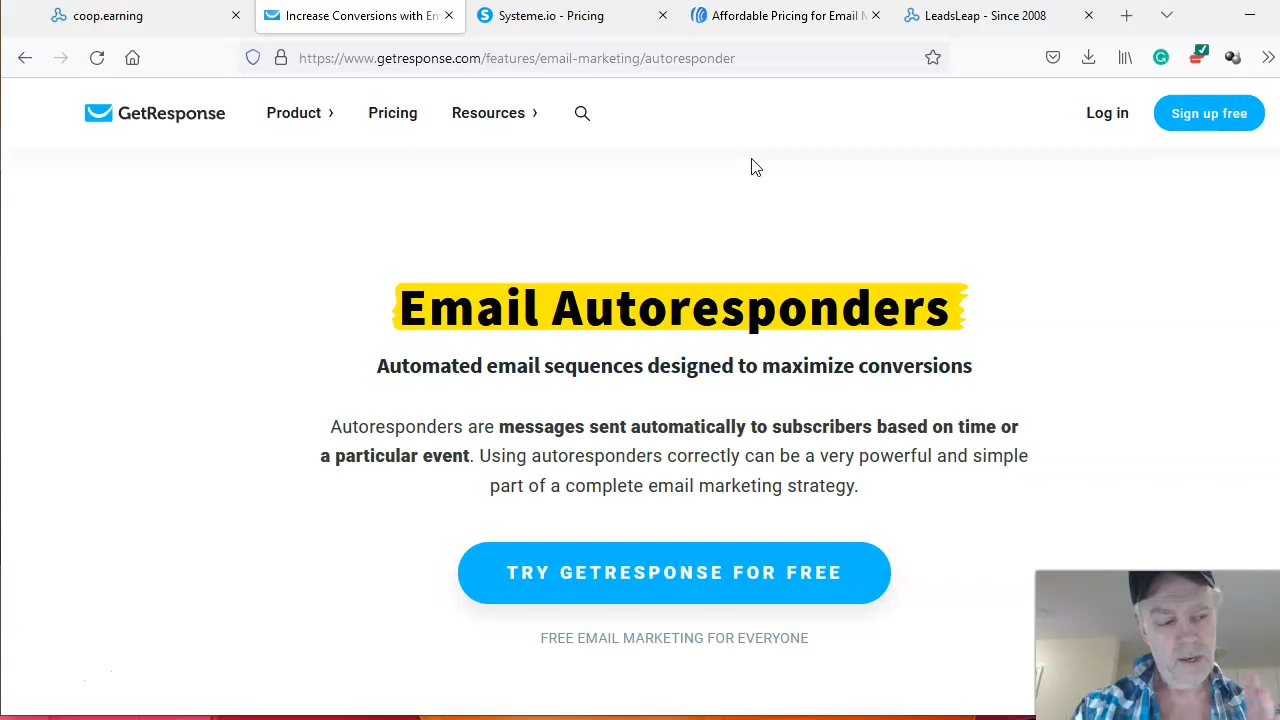 coop.earning
Increase Conversions with Em
Systeme.io - Pricing
Affordable Pricing for Email M
LeadsLeap - Since 2008
https://www.getresponse.com/features/email-marketing/autoresponder
GetResponse
Product
Pricing
Resources
Log in
Sign up free
Email Autoresponders
Automated email sequences designed to maximize conversions
Autoresponders are messages sent automatically to subscribers based on time or
a particular event. Using autoresponders correctly can be a very powerful and simple
part of a complete email marketing strategy.
TRY GETRESPONSE FOR FREE
FREE EMAIL MARKETING FOR EVERYONE